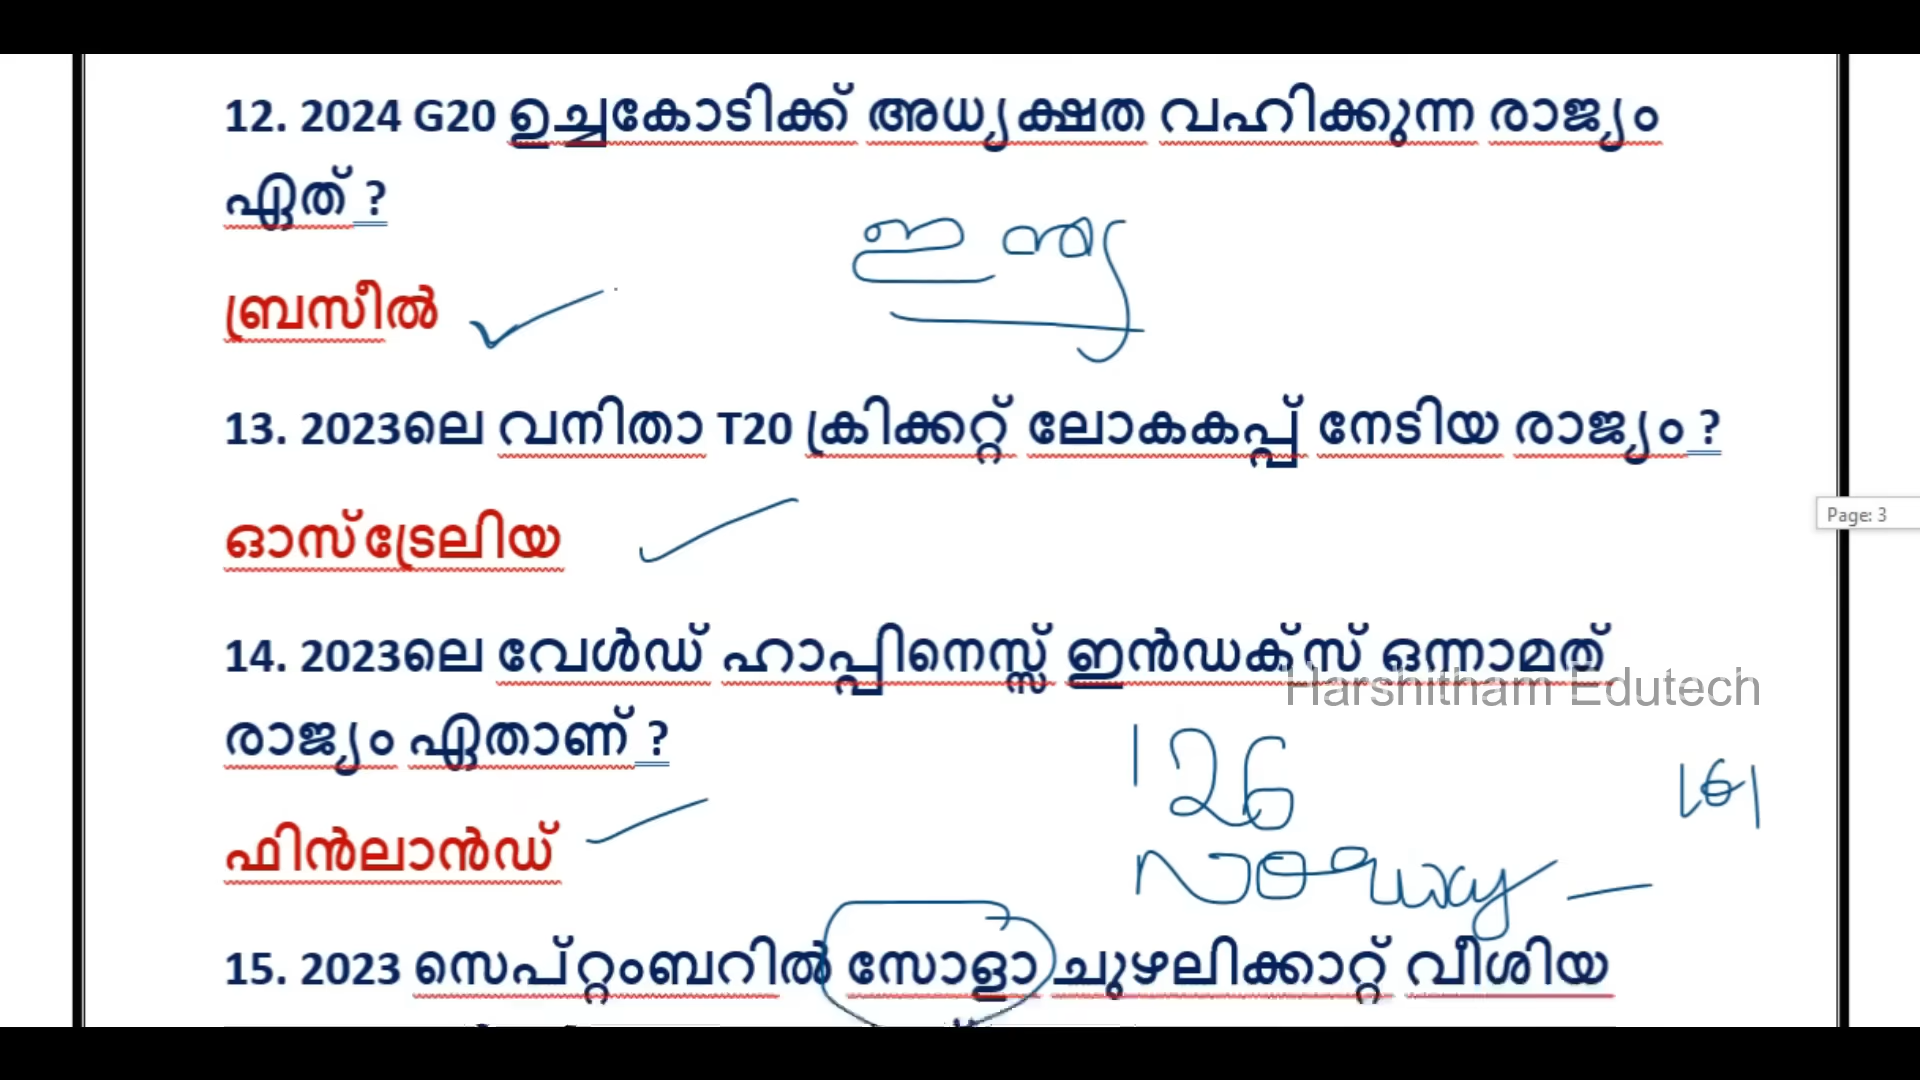 12. 2024 G20 ഉച്ചകോടിക്ക് അധ്യക്ഷത വഹിക്കുന്ന രാജ്യം
ഏത് ?
ഇന്ത്യ
ബ്രസീൽ
13. 2023ലെ വനിതാ T20 ക്രിക്കറ്റ് ലോകകപ്പ് നേടിയ രാജ്യം ?
Page: 3
ഓസ്ട്രേലിയ
14. 2023ലെ വേൾഡ് ഹാപ്പിനെസ്സ് ഇൻഡക്സ് ഒന്നാമത്
Harshitham Edutech
രാജ്യം ഏതാണ് ?
126
161
ഫിൻലാൻഡ്
Norway —
15. 2023 സെപ്റ്റംബറിൽ സോളാ ചുഴലിക്കാറ്റ് വീശിയ